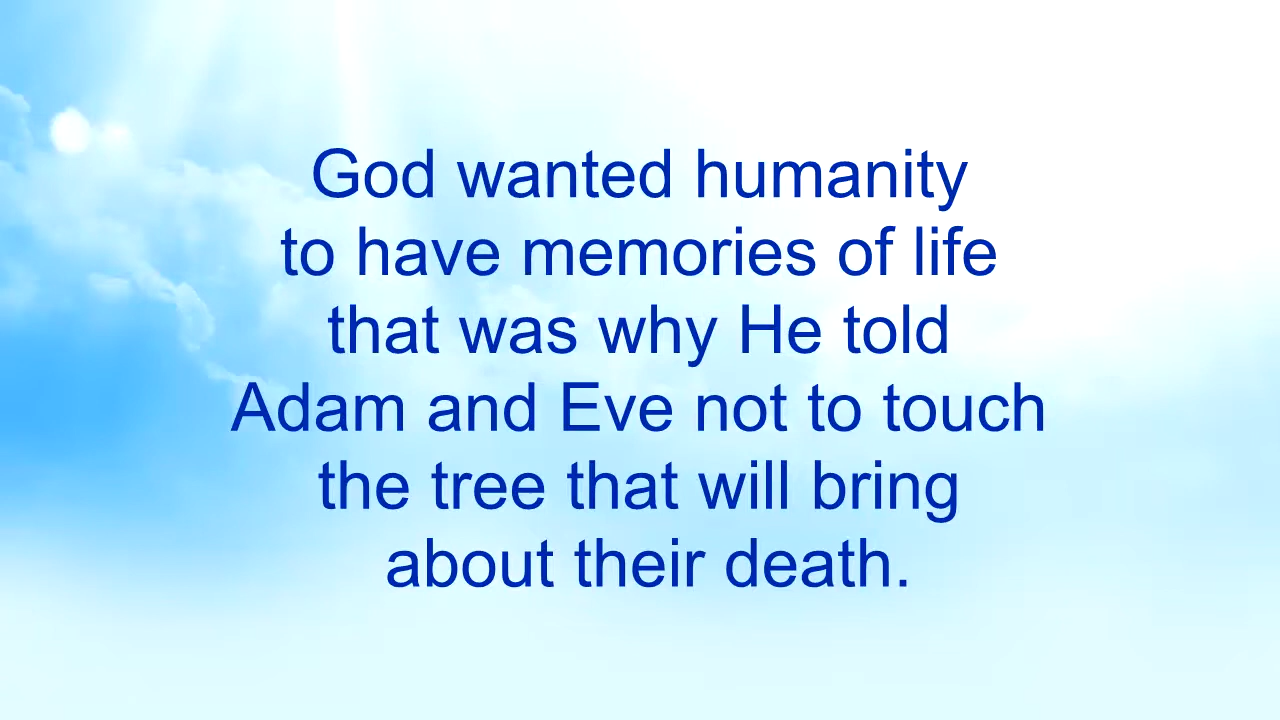 God wanted humanity
to have memories of life
that was why He told
Adam and Eve not to touch
the tree that will bring
about their death.